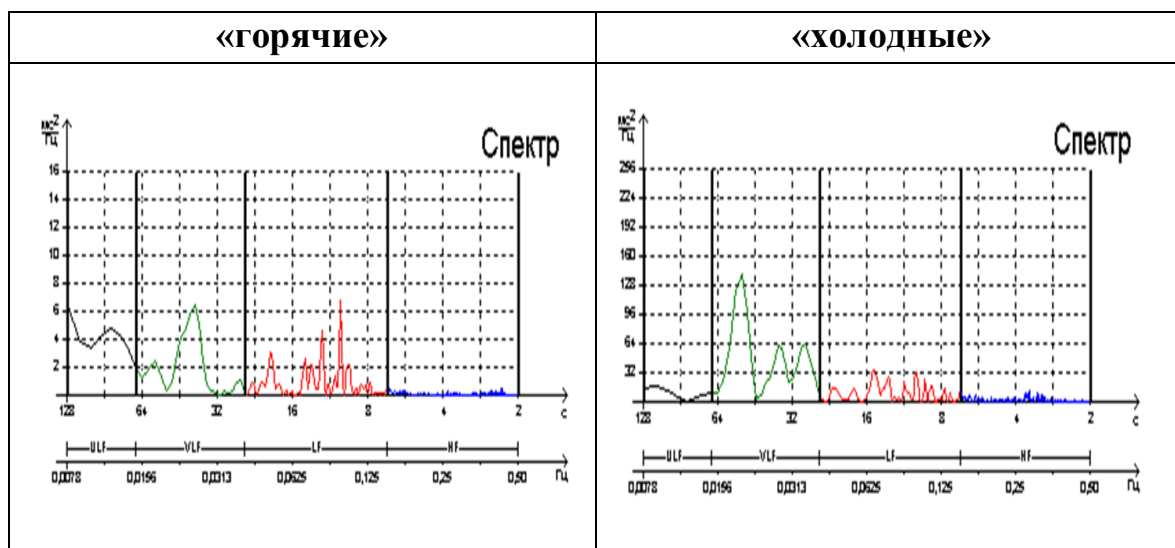 «горячие»
«холодные»
мс²/Гц
Спектр
16
14
12
10
8
6
4
2
128 64 32 16 8 4 2 с
ULF VLF LF HF
0,0078 0,0156 0,0313 0,0625 0,125 0,25 0,50 Гц
мс²/Гц
Спектр
256
224
192
160
128
96
64
32
128 64 32 16 8 4 2 с
ULF VLF LF HF
0,0078 0,0156 0,0313 0,0625 0,125 0,25 0,50 Гц